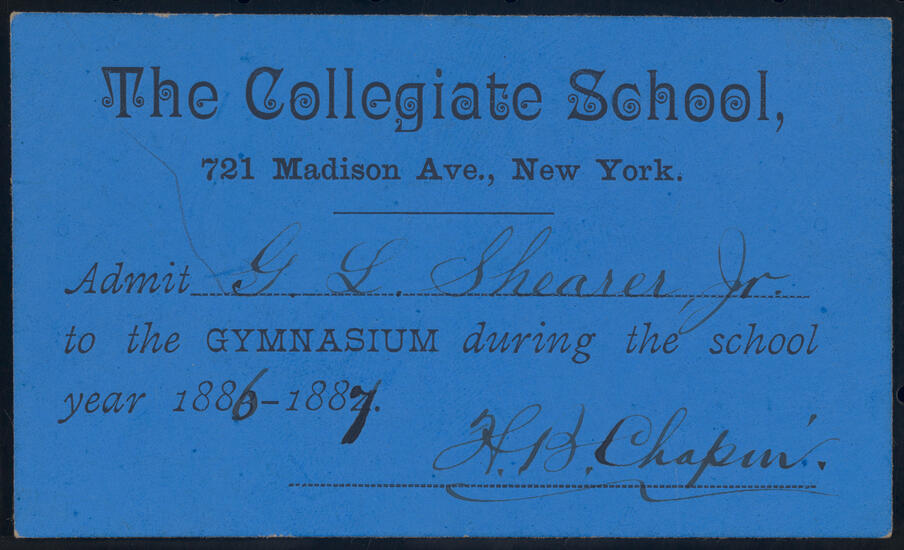 The Collegiate School,
721 Madison Ave., New York.
Admit G. L. Shearer, Jr.
to the GYMNASIUM during the school
year 1886-1887.
H. B. Chapin.